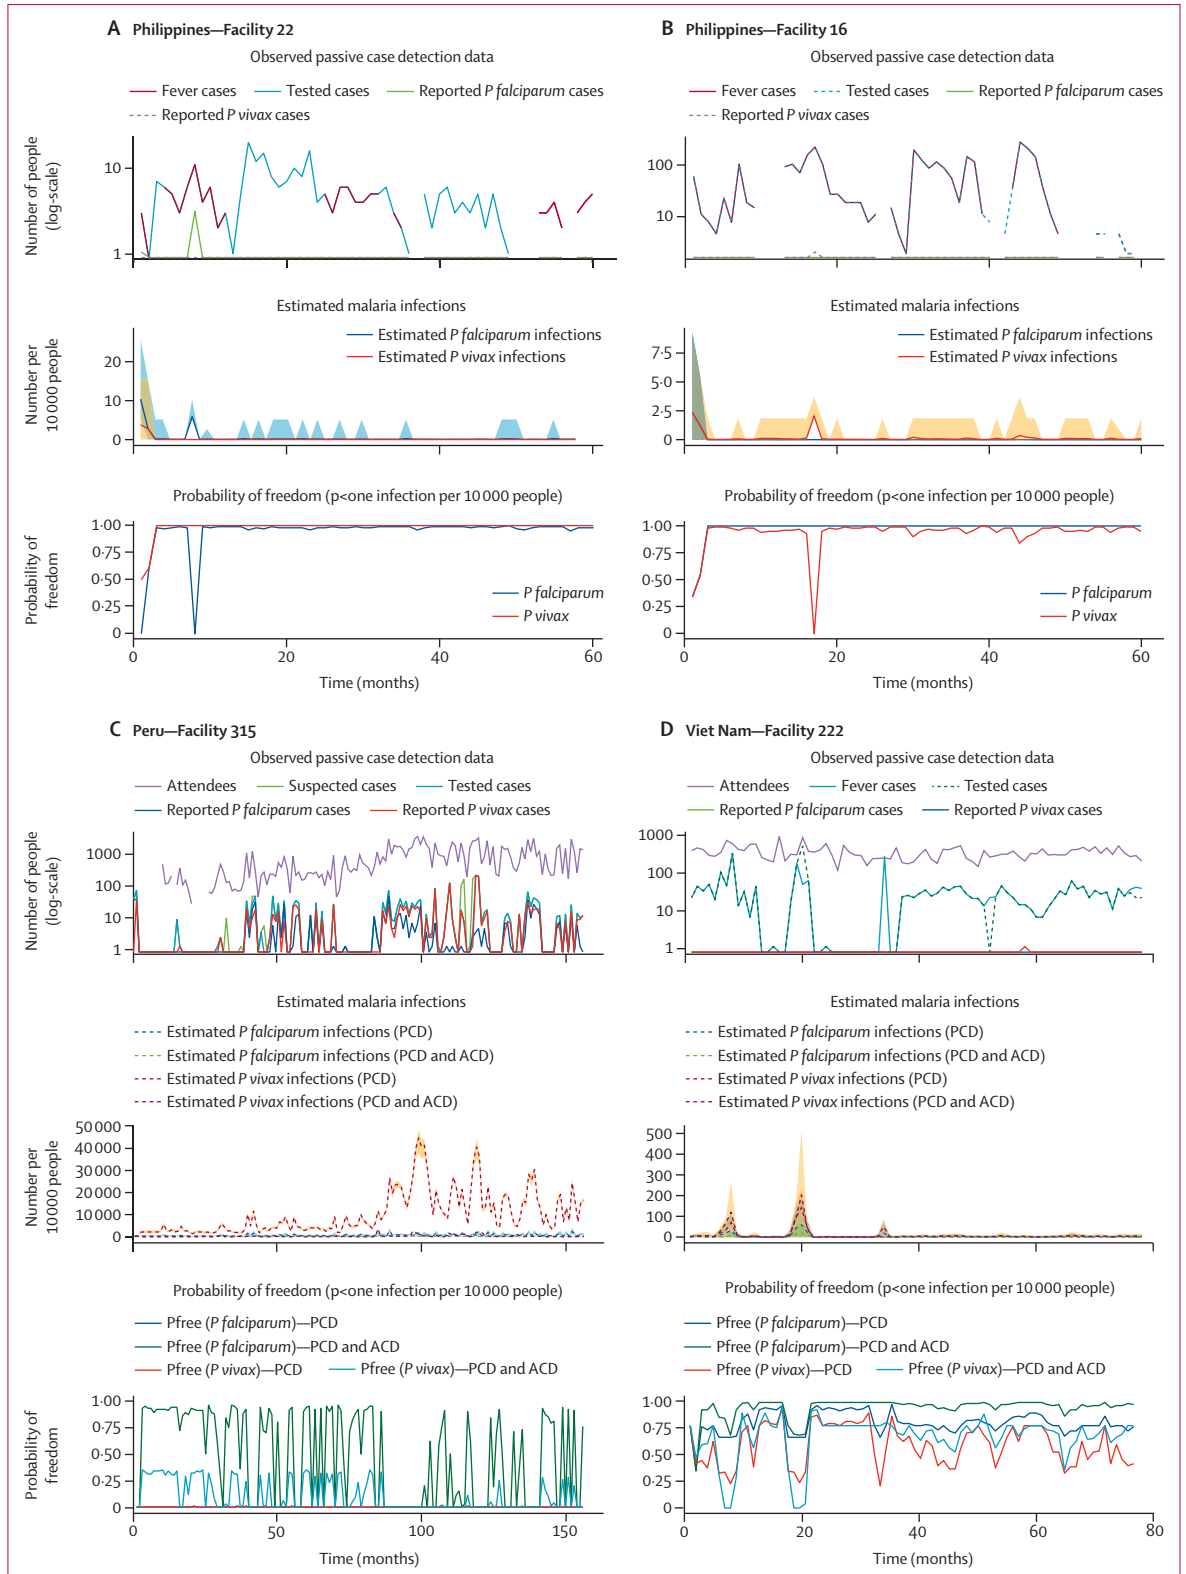 A Philippines—Facility 22
Observed passive case detection data
Fever cases Tested cases Reported P falciparum cases
Reported P vivax cases
Number of people
(log-scale)
10
1
Estimated malaria infections
Estimated P falciparum infections
Estimated P vivax infections
Number per
10 000 people
20
10
0
Probability of freedom (p<one infection per 10 000 people)
Probability of
freedom
1·00
0·75
0·50
0·25
0
P falciparum
P vivax
0 20 40 60
Time (months)
B Philippines—Facility 16
Observed passive case detection data
Fever cases Tested cases Reported P falciparum cases
Reported P vivax cases
100
10
Estimated malaria infections
Estimated P falciparum infections
Estimated P vivax infections
7·5
5·0
2·5
0
Probability of freedom (p<one infection per 10 000 people)
1·00
0·75
0·50
0·25
0
P falciparum
P vivax
0 20 40 60
Time (months)
C Peru—Facility 315
Observed passive case detection data
Attendees Suspected cases Tested cases
Reported P falciparum cases Reported P vivax cases
Number of people
(log-scale)
1000
100
10
1
Estimated malaria infections
Estimated P falciparum infections (PCD)
Estimated P falciparum infections (PCD and ACD)
Estimated P vivax infections (PCD)
Estimated P vivax infections (PCD and ACD)
Number per
10 000 people
50 000
40 000
30 000
20 000
10 000
0
Probability of freedom (p<one infection per 10 000 people)
Pfree (P falciparum)—PCD
Pfree (P falciparum)—PCD and ACD
Pfree (P vivax)—PCD Pfree (P vivax)—PCD and ACD
Probability of
freedom
1·00
0·75
0·50
0·25
0
0 50 100 150
Time (months)
D Viet Nam—Facility 222
Observed passive case detection data
Attendees Fever cases Tested cases
Reported P falciparum cases Reported P vivax cases
1000
100
10
1
Estimated malaria infections
Estimated P falciparum infections (PCD)
Estimated P falciparum infections (PCD and ACD)
Estimated P vivax infections (PCD)
Estimated P vivax infections (PCD and ACD)
500
400
300
200
100
0
Probability of freedom (p<one infection per 10 000 people)
Pfree (P falciparum)—PCD
Pfree (P falciparum)—PCD and ACD
Pfree (P vivax)—PCD Pfree (P vivax)—PCD and ACD
1·00
0·75
0·50
0·25
0
0 20 40 60 80
Time (months)